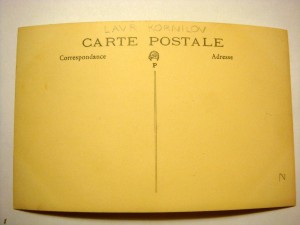 LAVR KORNILOV
CARTE POSTALE
Correspondance Adresse
P
N